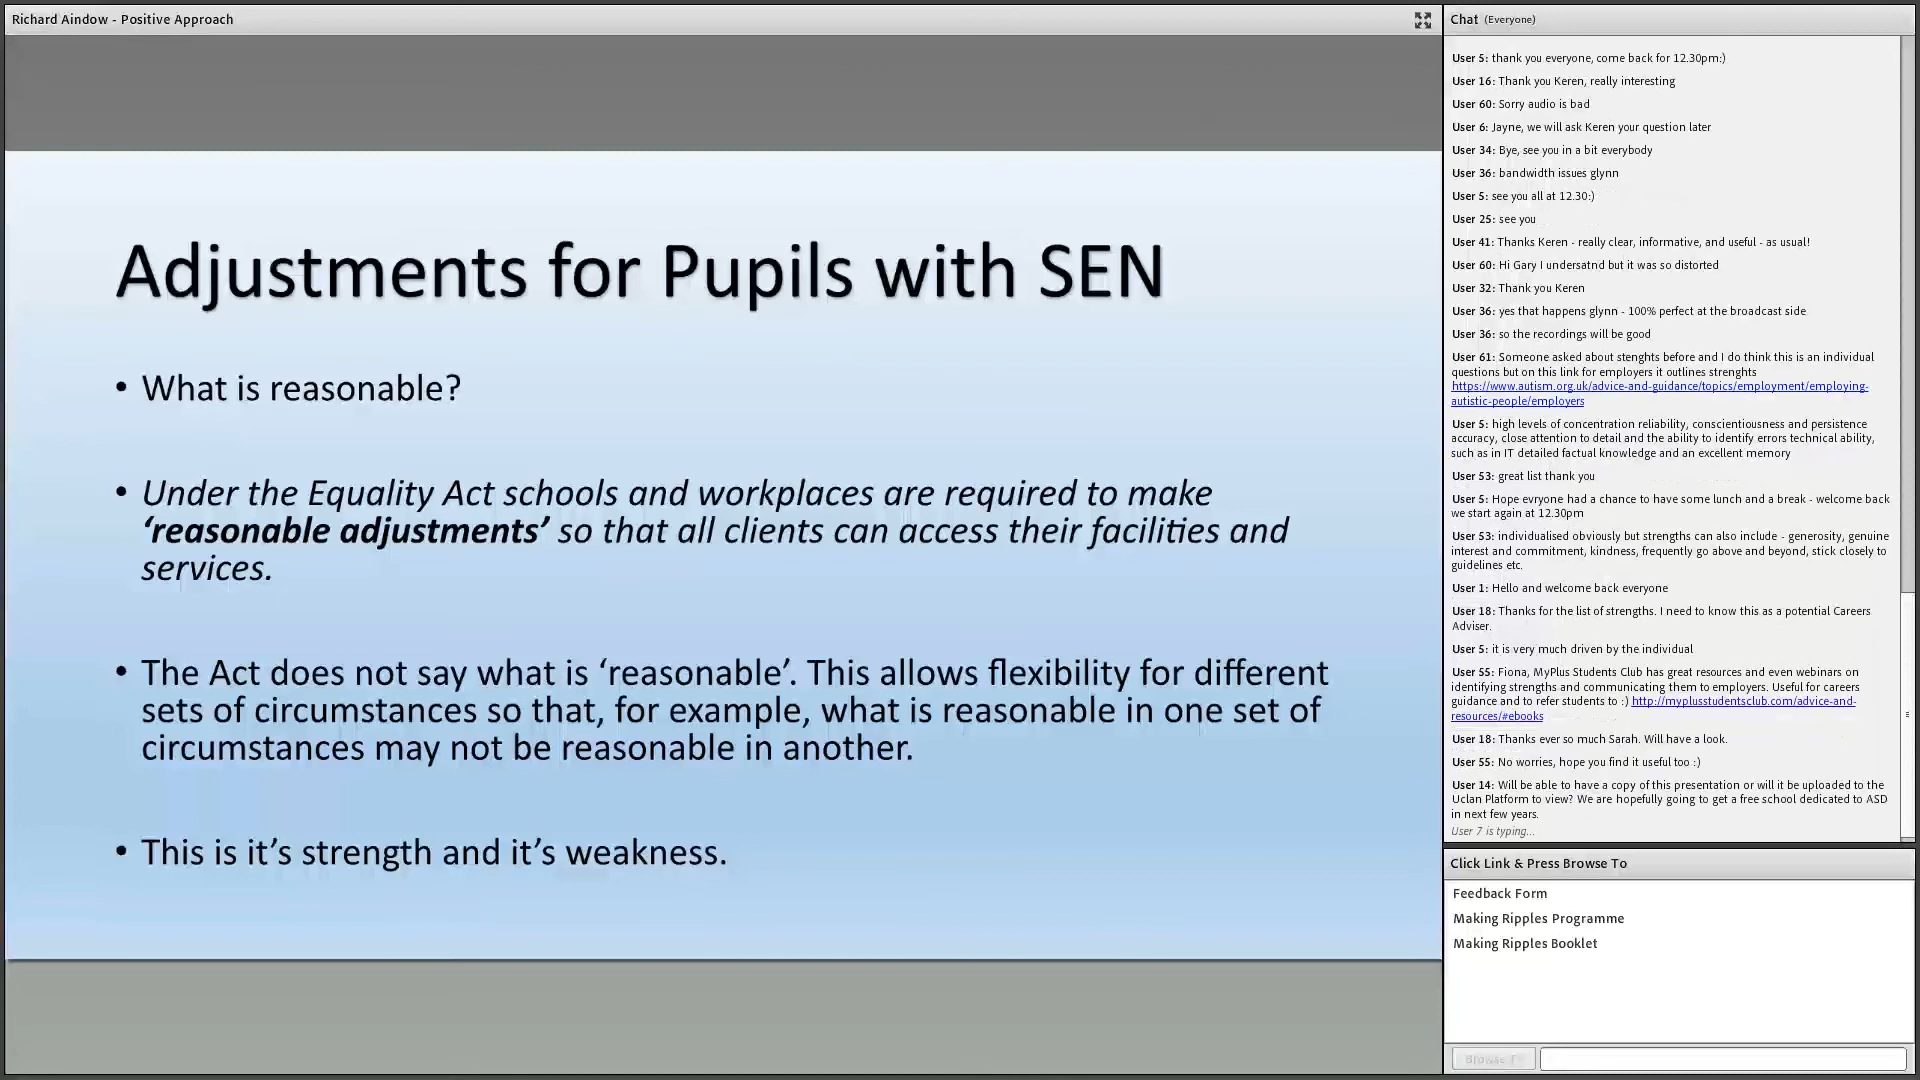 Richard Aindow - Positive Approach
Adjustments for Pupils with SEN
• What is reasonable?
• Under the Equality Act schools and workplaces are required to make
‘reasonable adjustments’ so that all clients can access their facilities and
services.
• The Act does not say what is ‘reasonable’. This allows flexibility for different
sets of circumstances so that, for example, what is reasonable in one set of
circumstances may not be reasonable in another.
• This is it’s strength and it’s weakness.
Chat (Everyone)
User 5: thank you everyone, come back for 12.30pm:)
User 16: Thank you Keren, really interesting
User 60: Sorry audio is bad
User 6: Jayne, we will ask Keren your question later
User 34: Bye, see you in a bit everybody
User 36: bandwidth issues glynn
User 5: see you all at 12.30:)
User 25: see you
User 41: Thanks Keren - really clear, informative, and useful - as usual!
User 60: Hi Gary I undersatnd but it was so distorted
User 32: Thank you Keren
User 36: yes that happens glynn - 100% perfect at the broadcast side
User 36: so the recordings will be good
User 61: Someone asked about stenghts before and I do think this is an individual
questions but on this link for employers it outlines strenghts
https://www.autism.org.uk/advice-and-guidance/topics/employment/employing-
autistic-people/employers
User 5: high levels of concentration reliability, conscientiousness and persistence
accuracy, close attention to detail and the ability to identify errors technical ability,
such as in IT detailed factual knowledge and an excellent memory
User 53: great list thank you
User 5: Hope evryone had a chance to have some lunch and a break - welcome back
we start again at 12.30pm
User 53: individualised obviously but strengths can also include - generosity, genuine
interest and commitment, kindness, frequently go above and beyond, stick closely to
guidelines etc.
User 1: Hello and welcome back everyone
User 18: Thanks for the list of strengths. I need to know this as a potential Careers
Adviser.
User 5: it is very much driven by the individual
User 55: Fiona, MyPlus Students Club has great resources and even webinars on
identifying strengths and communicating them to employers. Useful for careers
guidance and to refer students to :) http://myplusstudentsclub.com/advice-and-
resources/#ebooks
User 18: Thanks ever so much Sarah. Will have a look.
User 55: No worries, hope you find it useful too :)
User 14: Will be able to have a copy of this presentation or will it be uploaded to the
Uclan Platform to view? We are hopefully going to get a free school dedicated to ASD
in next few years.
User 7 is typing...
Click Link & Press Browse To
Feedback Form
Making Ripples Programme
Making Ripples Booklet
Browse To